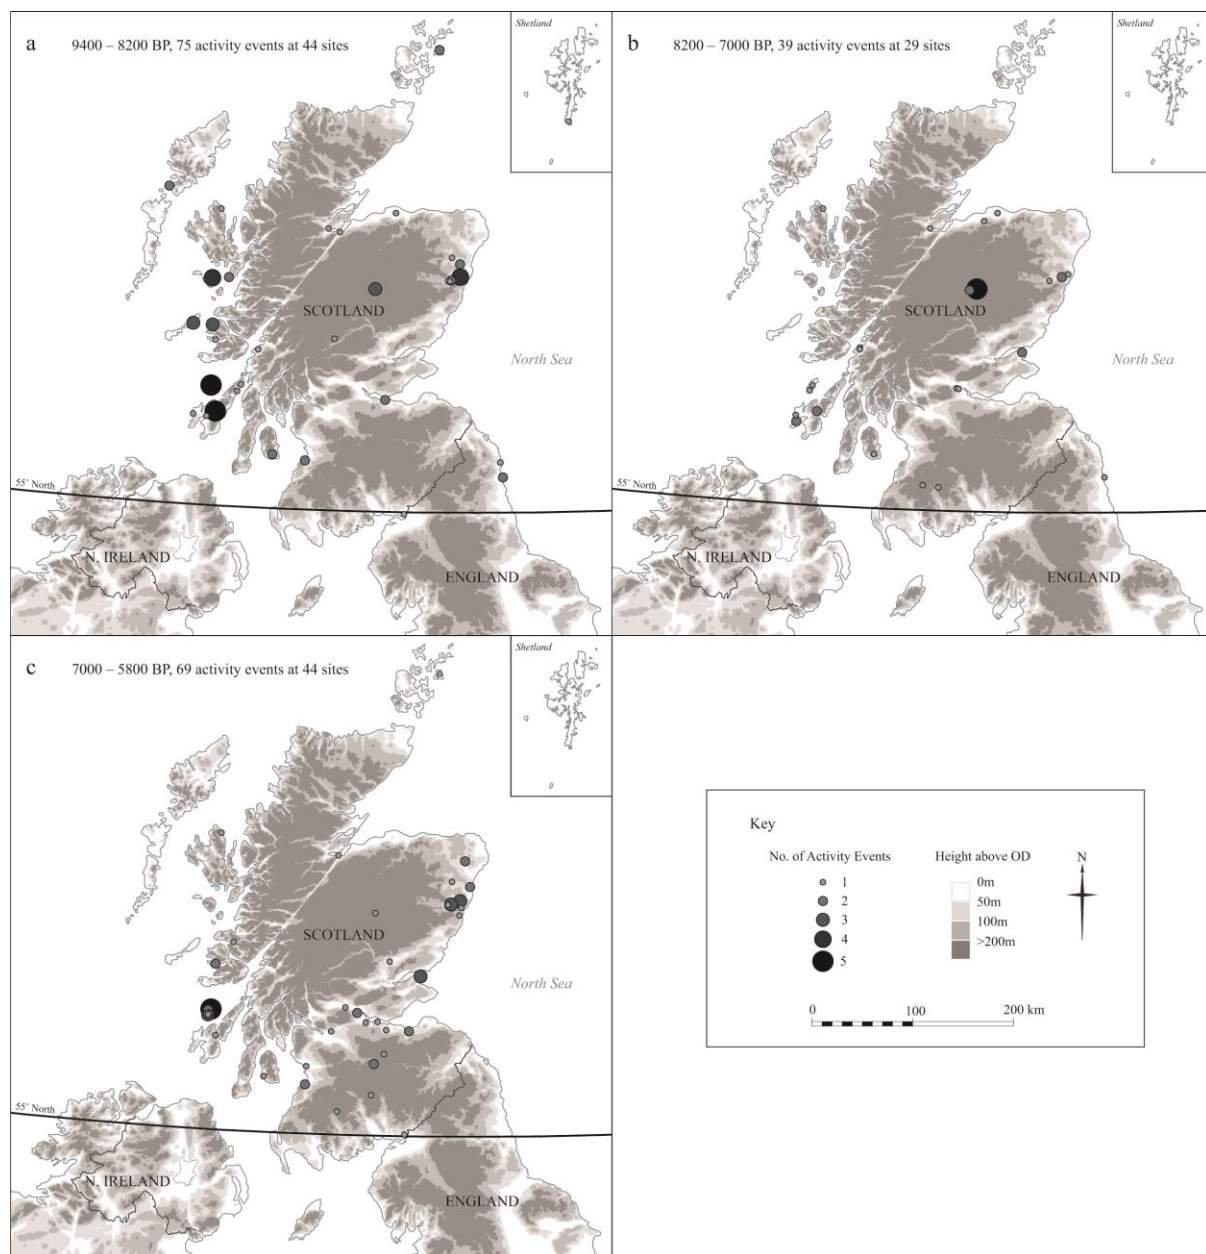 a 9400 – 8200 BP, 75 activity events at 44 sites
Shetland
SCOTLAND
North Sea
55° North
N. IRELAND
ENGLAND
b 8200 – 7000 BP, 39 activity events at 29 sites
Shetland
SCOTLAND
North Sea
55° North
N. IRELAND
ENGLAND
c 7000 – 5800 BP, 69 activity events at 44 sites
Shetland
SCOTLAND
North Sea
55° North
N. IRELAND
ENGLAND
Key
No. of Activity Events
1
2
3
4
5
Height above OD
0m
50m
100m
>200m
N
0 100 200 km